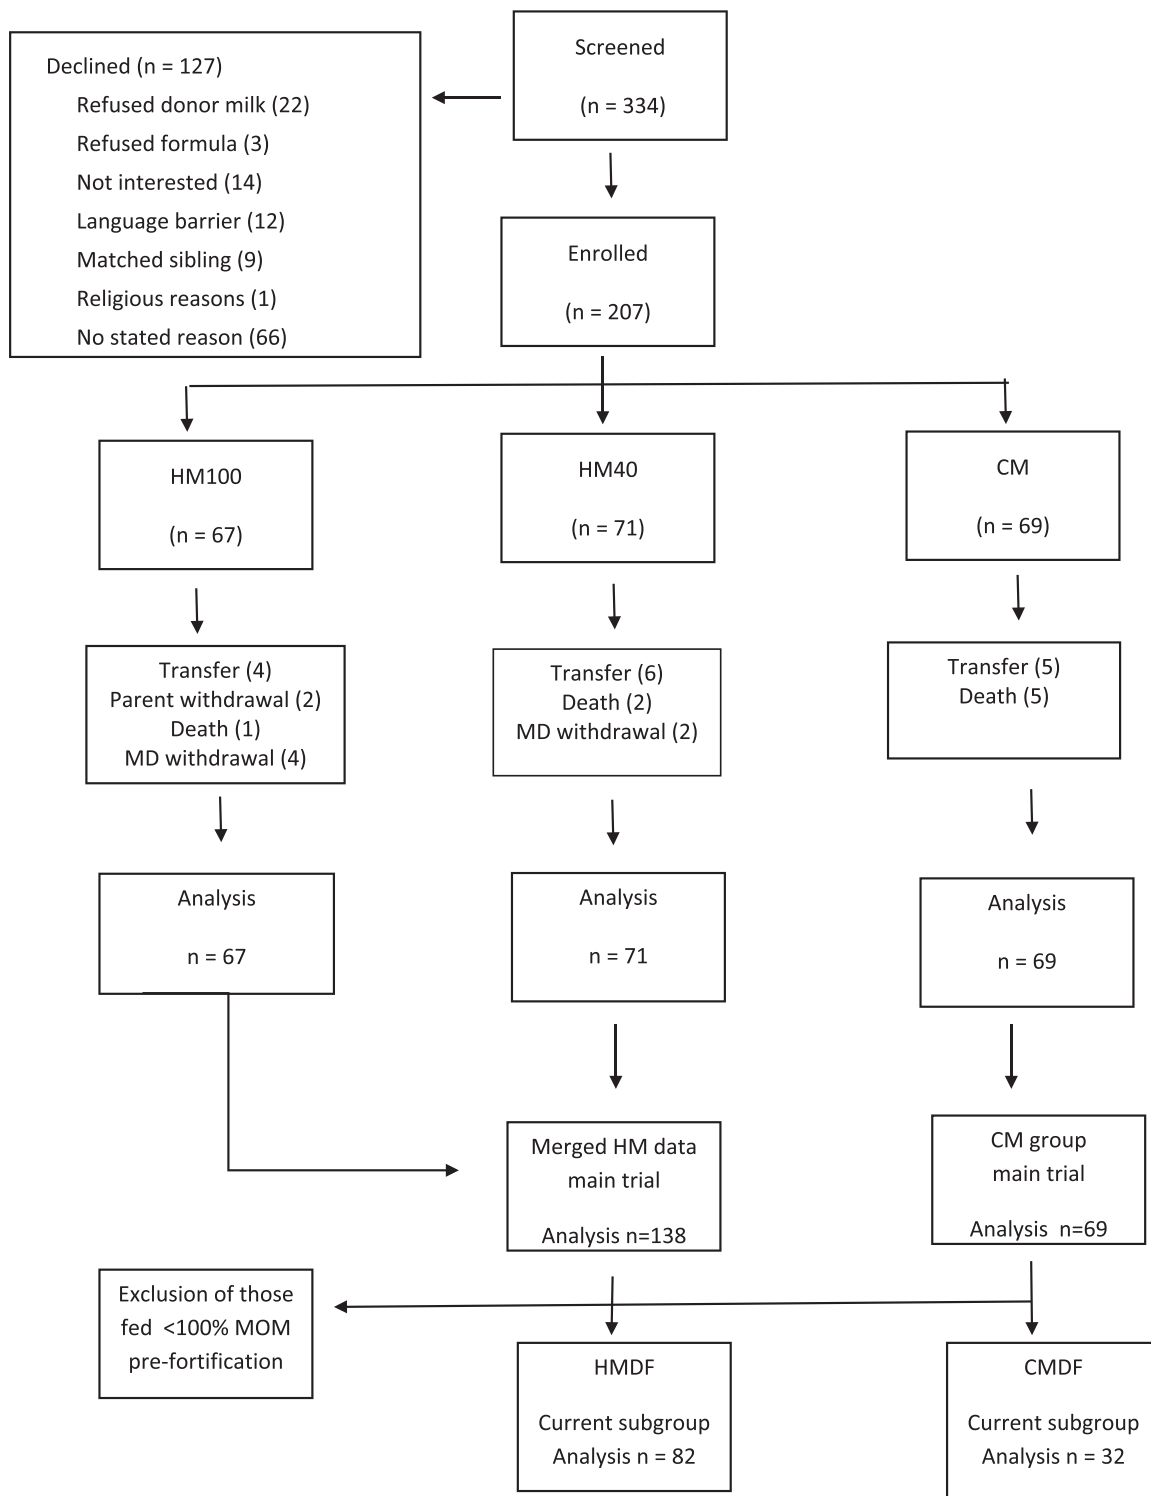 Screened
(n = 334)
Declined (n = 127)
Refused donor milk (22)
Refused formula (3)
Not interested (14)
Language barrier (12)
Matched sibling (9)
Religious reasons (1)
No stated reason (66)
Enrolled
(n = 207)
HM100
(n = 67)
HM40
(n = 71)
CM
(n = 69)
Transfer (4)
Parent withdrawal (2)
Death (1)
MD withdrawal (4)
Transfer (6)
Death (2)
MD withdrawal (2)
Transfer (5)
Death (5)
Analysis
n = 67
Analysis
n = 71
Analysis
n = 69
Merged HM data
main trial
Analysis n=138
CM group
main trial
Analysis n=69
Exclusion of those
fed <100% MOM
pre-fortification
HMDF
Current subgroup
Analysis n = 82
CMDF
Current subgroup
Analysis n = 32